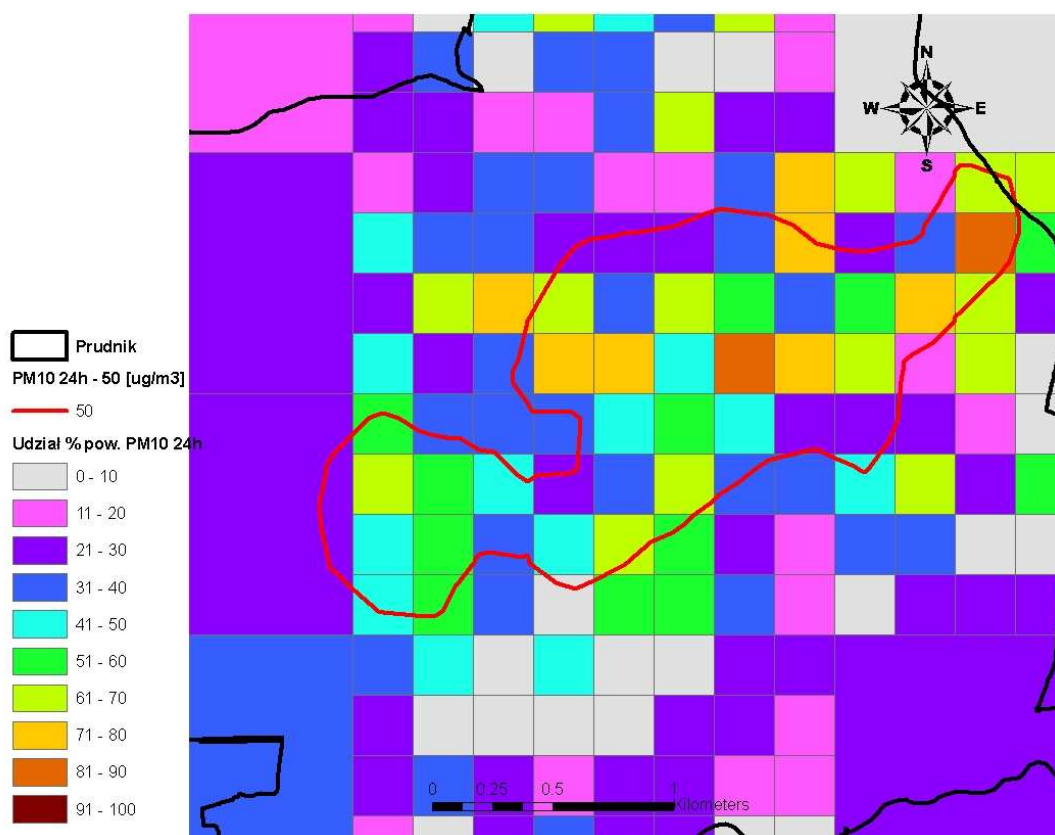 N
W E
S
Prudnik
PM10 24h - 50 [ug/m3]
50
Udział % pow. PM10 24h
0 - 10
11 - 20
21 - 30
31 - 40
41 - 50
51 - 60
61 - 70
71 - 80
81 - 90
91 - 100
0 0.25 0.5 1
Kilometers